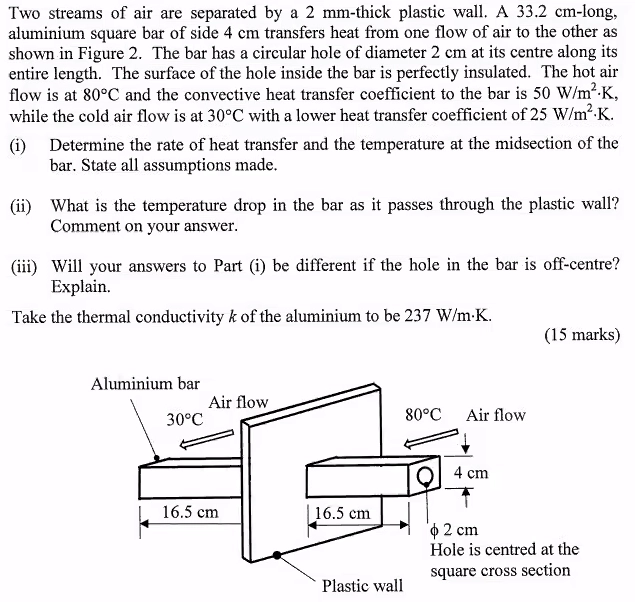 Two streams of air are separated by a 2 mm-thick plastic wall. A 33.2 cm-long,
aluminium square bar of side 4 cm transfers heat from one flow of air to the other as
shown in Figure 2. The bar has a circular hole of diameter 2 cm at its centre along its
entire length. The surface of the hole inside the bar is perfectly insulated. The hot air
flow is at 80°C and the convective heat transfer coefficient to the bar is 50 W/m²·K,
while the cold air flow is at 30°C with a lower heat transfer coefficient of 25 W/m²·K.
(i) Determine the rate of heat transfer and the temperature at the midsection of the
bar. State all assumptions made.
(ii) What is the temperature drop in the bar as it passes through the plastic wall?
Comment on your answer.
(iii) Will your answers to Part (i) be different if the hole in the bar is off-centre?
Explain.
Take the thermal conductivity k of the aluminium to be 237 W/m·K.
(15 marks)
Aluminium bar
Air flow
30°C
80°C Air flow
4 cm
16.5 cm
16.5 cm
ϕ 2 cm
Hole is centred at the
square cross section
Plastic wall